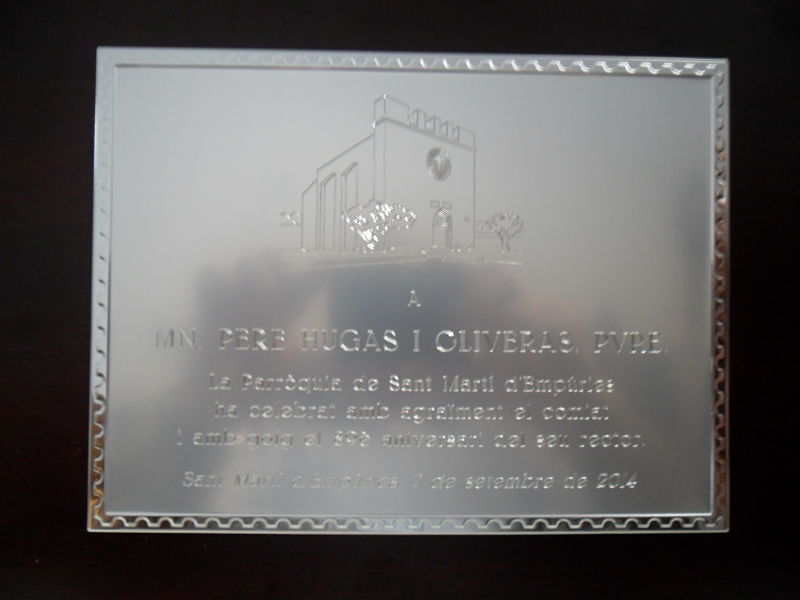 A
MN. PERE HUGAS I OLIVERAS, PVRE.
La Parròquia de Sant Martí d'Empúries
ha celebrat amb agraïment el comiat
i amb goig el 89è aniversari del seu rector.
Sant Martí d'Empúries, 7 de setembre de 2014